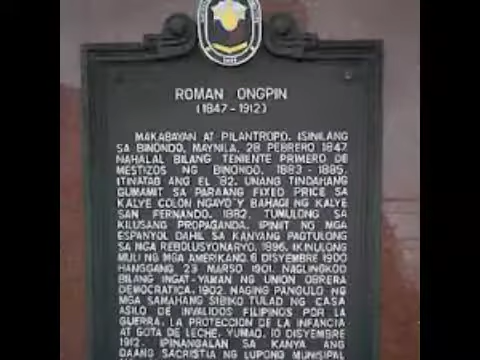 ROMAN ONGPIN
(1847-1912)
MAKABAYAN AT PILANTROPO. ISINILANG
SA BINONDO, MAYNILA, 28 PEBRERO 1847
NAHALAL BILANG TENIENTE PRIMERO DE
MESTIZOS NG BINONDO, 1883-1885.
ITINATAG ANG EL '82, UNANG TINDAHANG
GUMAMIT SA PARAANG FIXED PRICE SA
KALYE COLON NGAYO'Y BAHAGI NG KALYE
SAN FERNANDO, 1882. TUMULONG SA
KILUSANG PROPAGANDA. IPINIIT NG MGA
ESPANYOL DAHIL SA KANYANG PAGTULONG
SA MGA REBOLUSYONARYO, 1896. IKINULONG
MULI NG MGA AMERIKANO, 6 DISYEMBRE 1900
HANGGANG 23 MARSO 1901. NAGLINGKOD
BILANG INGAT-YAMAN NG UNION OBRERA
DEMOCRATICA, 1902. NAGING PANGULO NG
MGA SAMAHANG SIBIKO TULAD NG CASA
ASILO DE INVALIDOS FILIPINOS POR LA
GUERRA, LA PROTECCION DE LA INFANCIA
AT GOTA DE LECHE. YUMAO, 10 DISYEMBRE
1912. IPINANGALAN SA KANYA ANG
DAANG SACRISTIA NG LUPONG MUNISIPAL